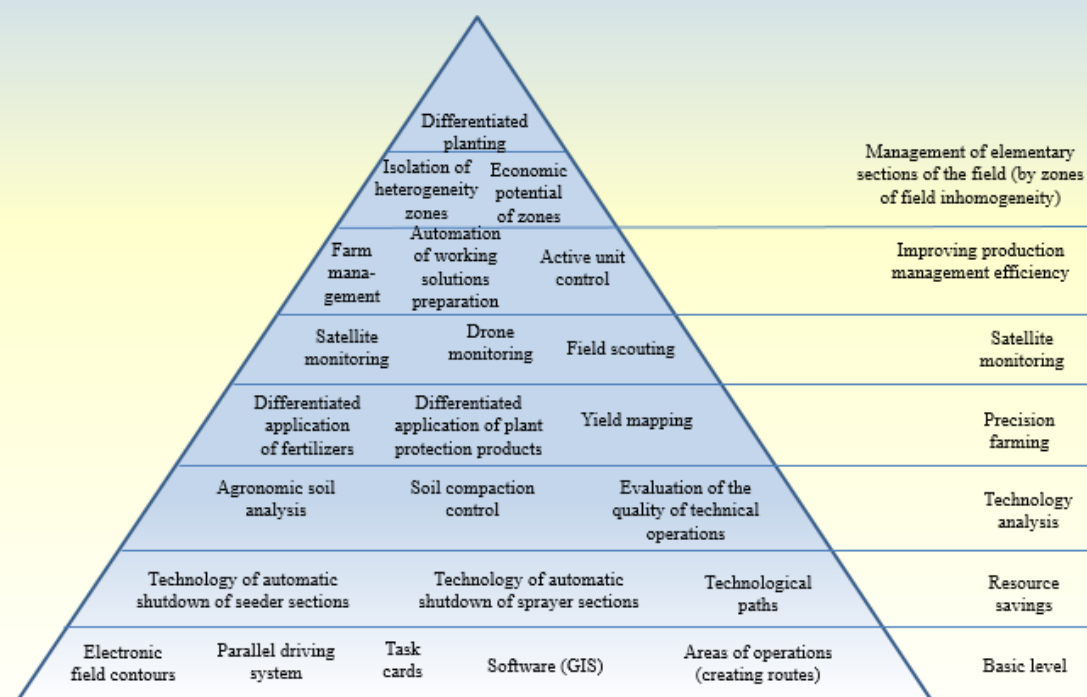 Differentiated
planting
Isolation of
heterogeneity
zones
Economic
potential
of zones
Management of elementary
sections of the field (by zones
of field inhomogeneity)
Farm
mana-
gement
Automation
of working
solutions
preparation
Active unit
control
Improving production
management efficiency
Satellite
monitoring
Drone
monitoring
Field scouting
Satellite
monitoring
Differentiated
application
of fertilizers
Differentiated
application of plant
protection products
Yield mapping
Precision
farming
Agronomic soil
analysis
Soil compaction
control
Evaluation of the
quality of technical
operations
Technology
analysis
Technology of automatic
shutdown of seeder sections
Technology of automatic
shutdown of sprayer sections
Technological
paths
Resource
savings
Electronic
field contours
Parallel driving
system
Task
cards
Software (GIS)
Areas of operations
(creating routes)
Basic level